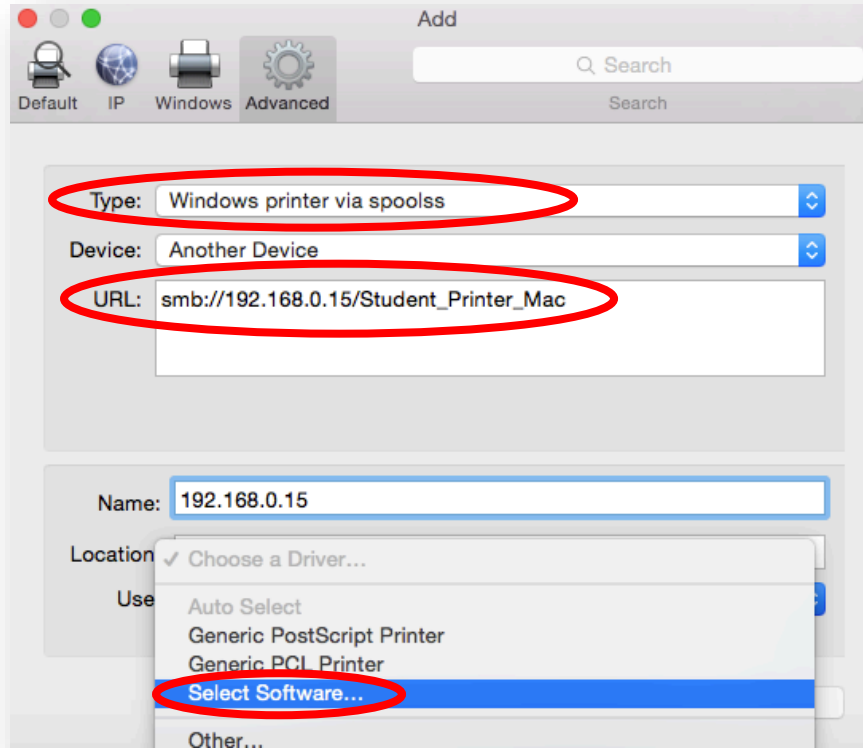 Add
Search
Default IP Windows Advanced Search
Type: Windows printer via spoolss
Device: Another Device
URL: smb://192.168.0.15/Student_Printer_Mac
Name: 192.168.0.15
Location
✓ Choose a Driver...
Use
Auto Select
Generic PostScript Printer
Generic PCL Printer
Select Software...
Other...